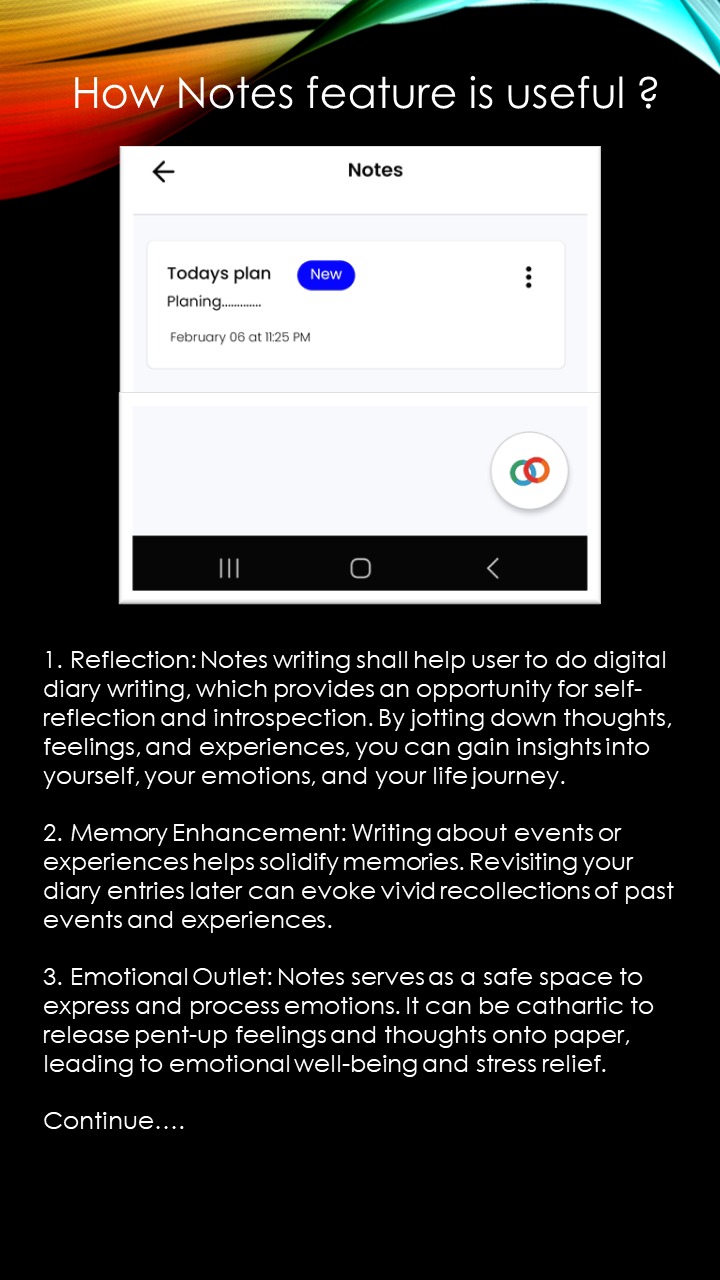 How Notes feature is useful ?
Notes
Todays plan New
Planing.............
February 06 at 11:25 PM
1. Reflection: Notes writing shall help user to do digital
diary writing, which provides an opportunity for self-
reflection and introspection. By jotting down thoughts,
feelings, and experiences, you can gain insights into
yourself, your emotions, and your life journey.
2. Memory Enhancement: Writing about events or
experiences helps solidify memories. Revisiting your
diary entries later can evoke vivid recollections of past
events and experiences.
3. Emotional Outlet: Notes serves as a safe space to
express and process emotions. It can be cathartic to
release pent-up feelings and thoughts onto paper,
leading to emotional well-being and stress relief.
Continue....